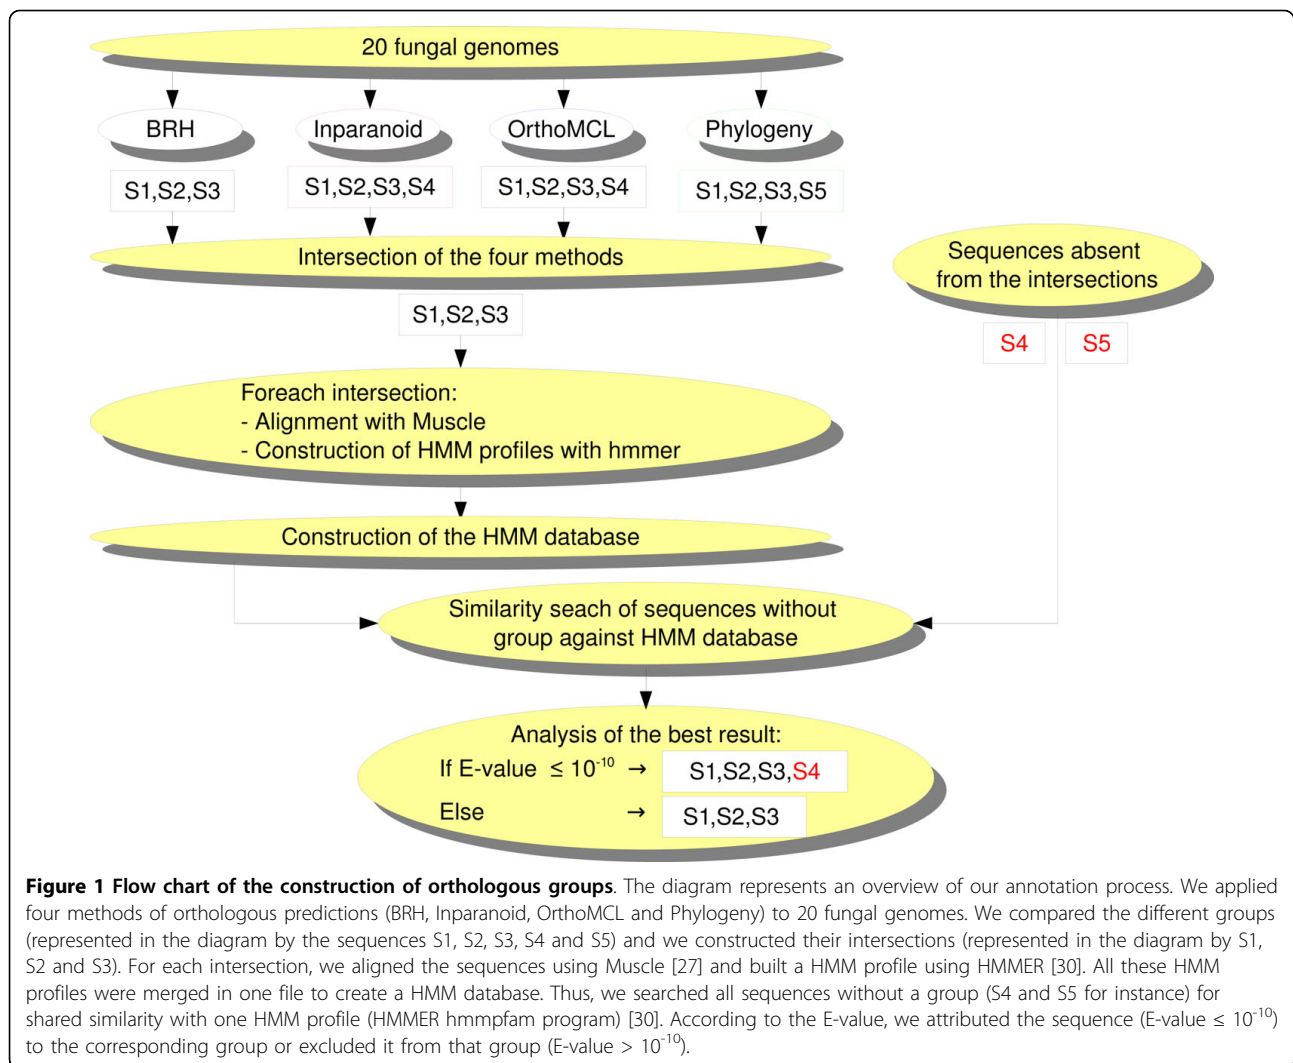 20 fungal genomes
BRH
Inparanoid
OrthoMCL
Phylogeny
S1,S2,S3
S1,S2,S3,S4
S1,S2,S3,S4
S1,S2,S3,S5
Intersection of the four methods
Sequences absent
from the intersections
S1,S2,S3
S4
S5
Foreach intersection:
- Alignment with Muscle
- Construction of HMM profiles with hmmer
Construction of the HMM database
Similarity seach of sequences without
group against HMM database
Analysis of the best result:
If E-value ≤ 10⁻¹⁰ → S1,S2,S3,S4
Else → S1,S2,S3
Figure 1 Flow chart of the construction of orthologous groups. The diagram represents an overview of our annotation process. We applied
four methods of orthologous predictions (BRH, Inparanoid, OrthoMCL and Phylogeny) to 20 fungal genomes. We compared the different groups
(represented in the diagram by the sequences S1, S2, S3, S4 and S5) and we constructed their intersections (represented in the diagram by S1,
S2 and S3). For each intersection, we aligned the sequences using Muscle [27] and built a HMM profile using HMMER [30]. All these HMM
profiles were merged in one file to create a HMM database. Thus, we searched all sequences without a group (S4 and S5 for instance) for
shared similarity with one HMM profile (HMMER hmmpfam program) [30]. According to the E-value, we attributed the sequence (E-value ≤ 10⁻¹⁰)
to the corresponding group or excluded it from that group (E-value > 10⁻¹⁰).